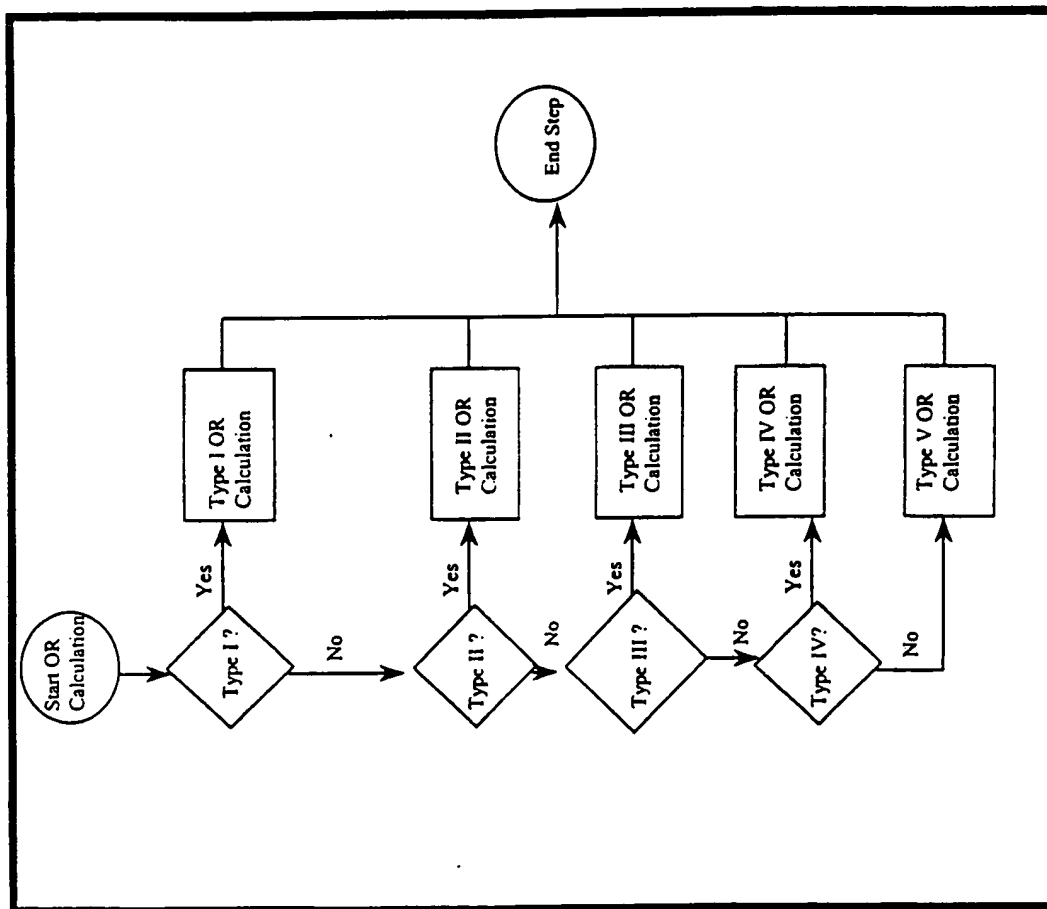 Start OR
Calculation
Type I ?
Yes
Type I OR
Calculation
No
Type II ?
Yes
Type II OR
Calculation
No
Type III ?
Yes
Type III OR
Calculation
No
Type IV?
Yes
Type IV OR
Calculation
No
Type V OR
Calculation
End Step